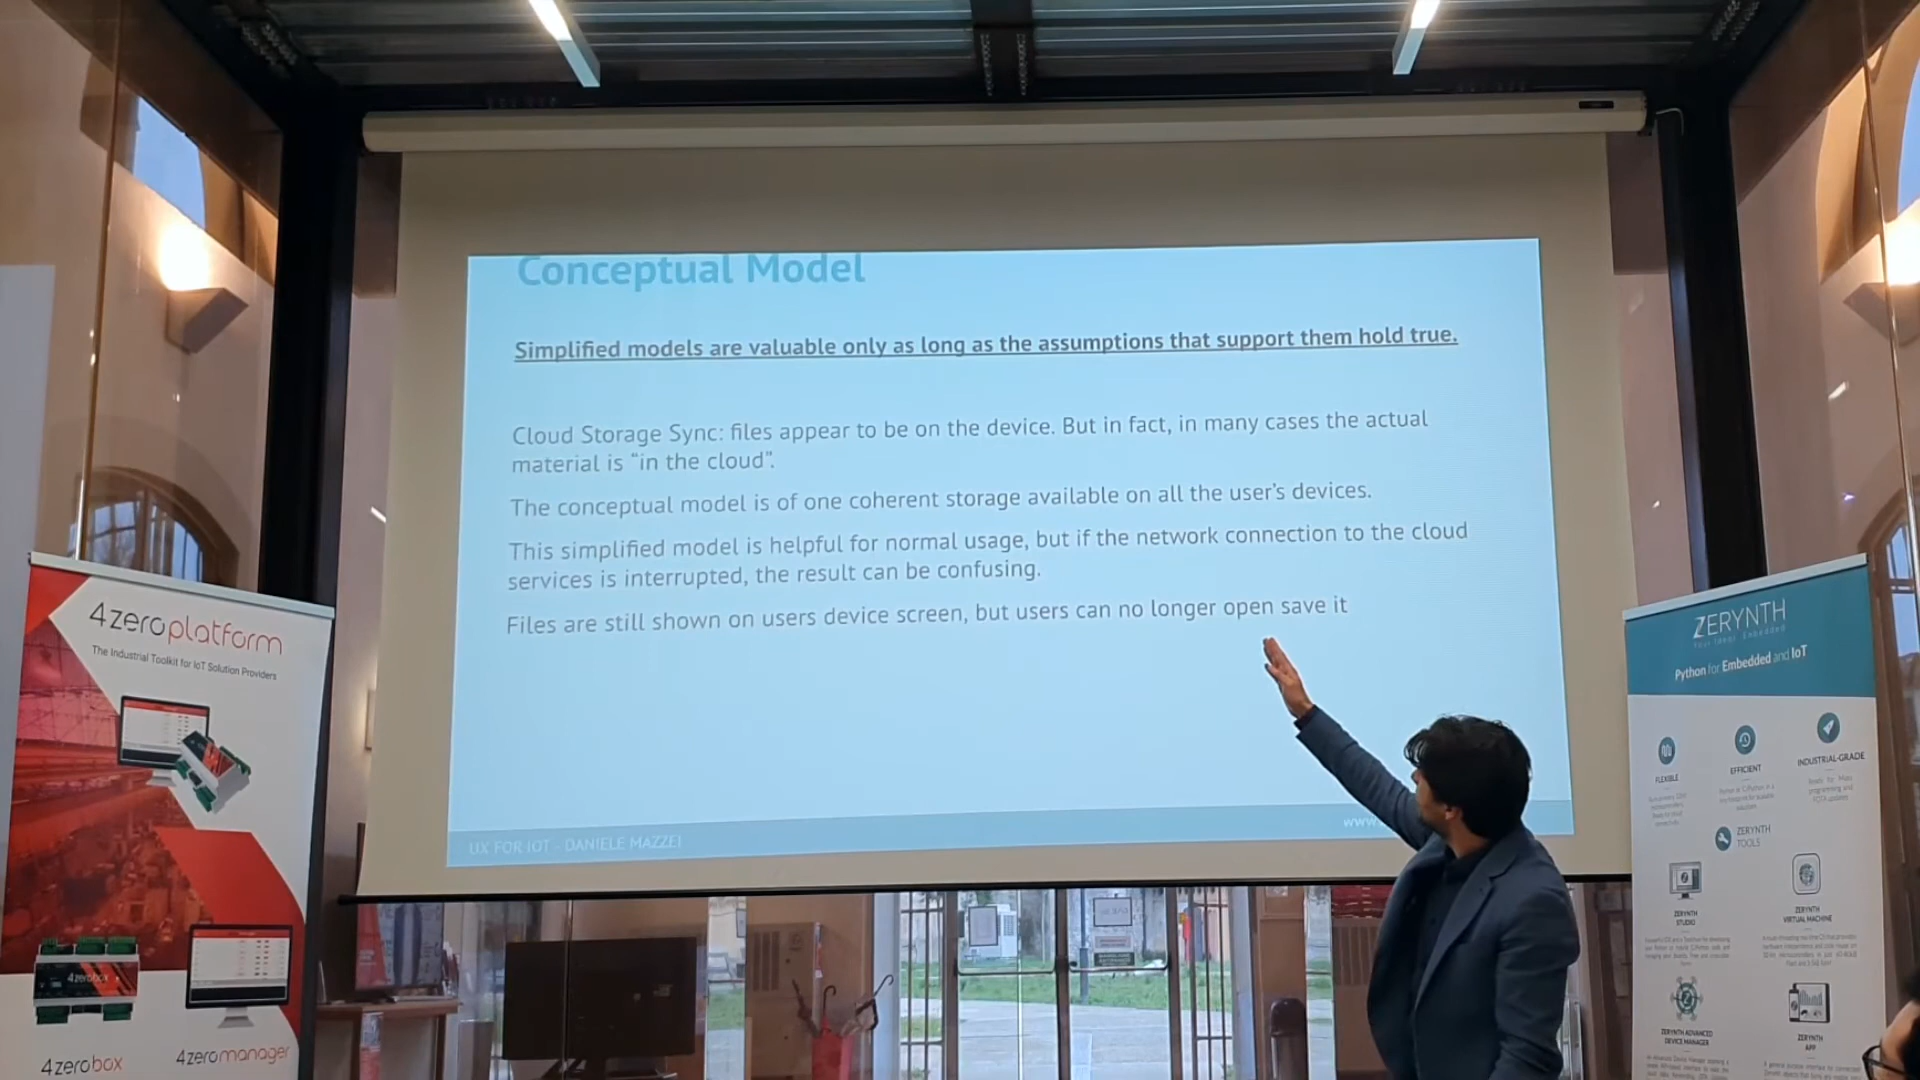 Conceptual Model
Simplified models are valuable only as long as the assumptions that support them hold true.
Cloud Storage Sync: files appear to be on the device. But in fact, in many cases the actual
material is “in the cloud”.
The conceptual model is of one coherent storage available on all the user’s devices.
This simplified model is helpful for normal usage, but if the network connection to the cloud
services is interrupted, the result can be confusing.
Files are still shown on users device screen, but users can no longer open save it
UX FOR IOT - DANIELE MAZZEI
www.
4zeroplatform
The Industrial Toolkit for IoT Solution Providers
4zerobox
4zerobox
4zeromanager
ZERYNTH
Python for Embedded and IoT
FLEXIBLE
EFFICIENT
INDUSTRIAL-GRADE
ZERYNTH
TOOLS
ZERYNTH
STUDIO
ZERYNTH
VIRTUAL MACHINE
ZERYNTH ADVANCED
DEVICE MANAGER
ZERYNTH
APP